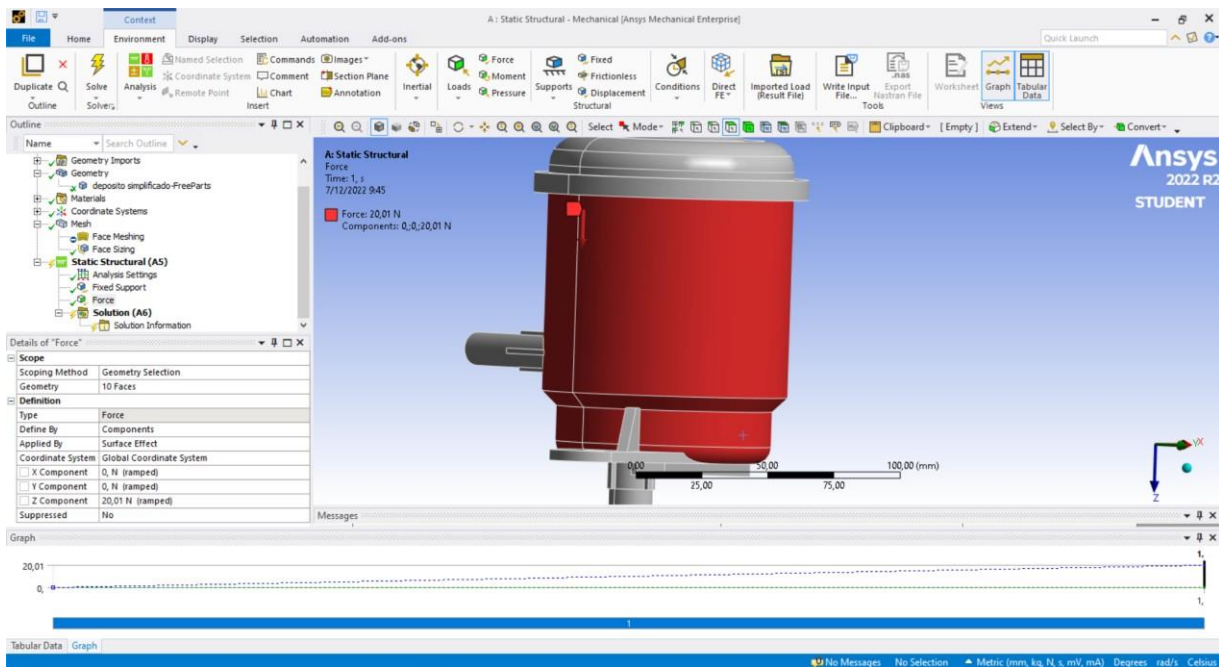 Context
A : Static Structural - Mechanical [Ansys Mechanical Enterprise]
File Home Environment Display Selection Automation Add-ons
Quick Launch
Duplicate
Outline
Solve
Solver
Analysis
Named Selection
Coordinate System
Remote Point
Commands
Comment
Chart
Images
Section Plane
Annotation
Insert
Inertial
Loads
Force
Moment
Pressure
Supports
Fixed
Frictionless
Displacement
Structural
Conditions
Direct
FE
Imported Load
(Result File)
Write Input
File...
Export
Nastran File
.nas
Tools
Worksheet
Graph
Tabular
Data
Views
Outline
Name Search Outline
Select Mode Clipboard [Empty] Extend Select By Convert
Geometry Imports
Geometry
deposito simplificado-FreeParts
Materials
Coordinate Systems
Mesh
Face Meshing
Face Sizing
Static Structural (A5)
Analysis Settings
Fixed Support
Force
Solution (A6)
Solution Information
A: Static Structural
Force
Time: 1, s
7/12/2022 9:45
Force: 20,01 N
Components: 0,;0,;20,01 N
Ansys
2022 R2
STUDENT
Details of "Force"
Scope
Scoping Method Geometry Selection
Geometry 10 Faces
Definition
Type Force
Define By Components
Applied By Surface Effect
Coordinate System Global Coordinate System
X Component 0, N (ramped)
Y Component 0, N (ramped)
Z Component 20,01 N (ramped)
Suppressed No
0,00 50,00 100,00 (mm)
25,00 75,00
YX
Z
Messages
Graph
1,
20,01
0,
1,
1
Tabular Data Graph
No Messages No Selection Metric (mm, kg, N, s, mV, mA) Degrees rad/s Celsius